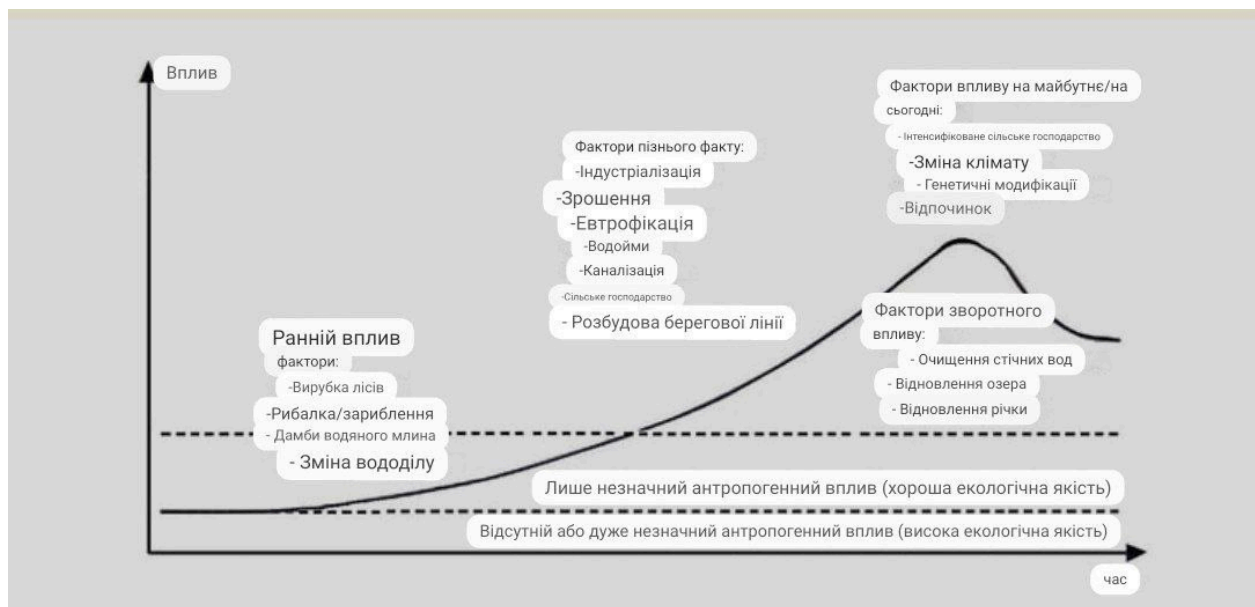 Вплив
Фактори впливу на майбутнє/на
сьогодні:
- Інтенсифіковане сільське господарство
-Зміна клімату
- Генетичні модифікації
-Відпочинок
Фактори пізнього факту:
-Індустріалізація
-Зрошення
-Евтрофікація
-Водойми
-Каналізація
-Сільське господарство
- Розбудова берегової лінії
Ранній вплив
фактори:
-Вирубка лісів
-Рибалка/зариблення
- Дамби водяного млина
- Зміна вододілу
Фактори зворотного
впливу:
- Очищення стічних вод
- Відновлення озера
- Відновлення річки
Лише незначний антропогенний вплив (хороша екологічна якість)
Відсутній або дуже незначний антропогенний вплив (висока екологічна якість)
час